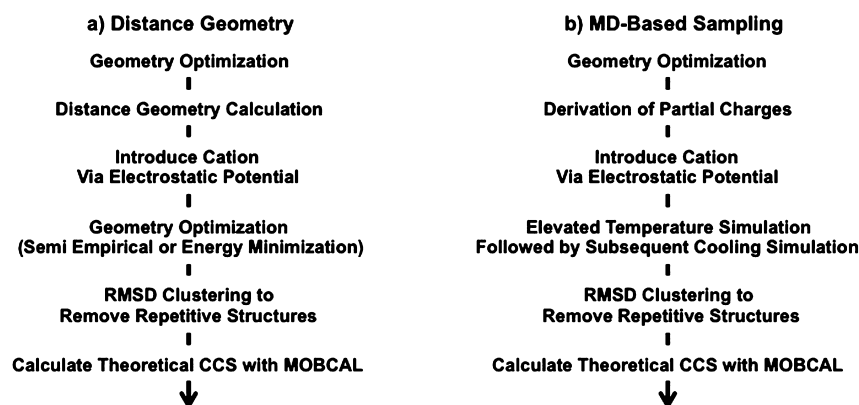 a) Distance Geometry
Geometry Optimization
Distance Geometry Calculation
Introduce Cation
Via Electrostatic Potential
Geometry Optimization
(Semi Empirical or Energy Minimization)
RMSD Clustering to
Remove Repetitive Structures
Calculate Theoretical CCS with MOBCAL
b) MD-Based Sampling
Geometry Optimization
Derivation of Partial Charges
Introduce Cation
Via Electrostatic Potential
Elevated Temperature Simulation
Followed by Subsequent Cooling Simulation
RMSD Clustering to
Remove Repetitive Structures
Calculate Theoretical CCS with MOBCAL